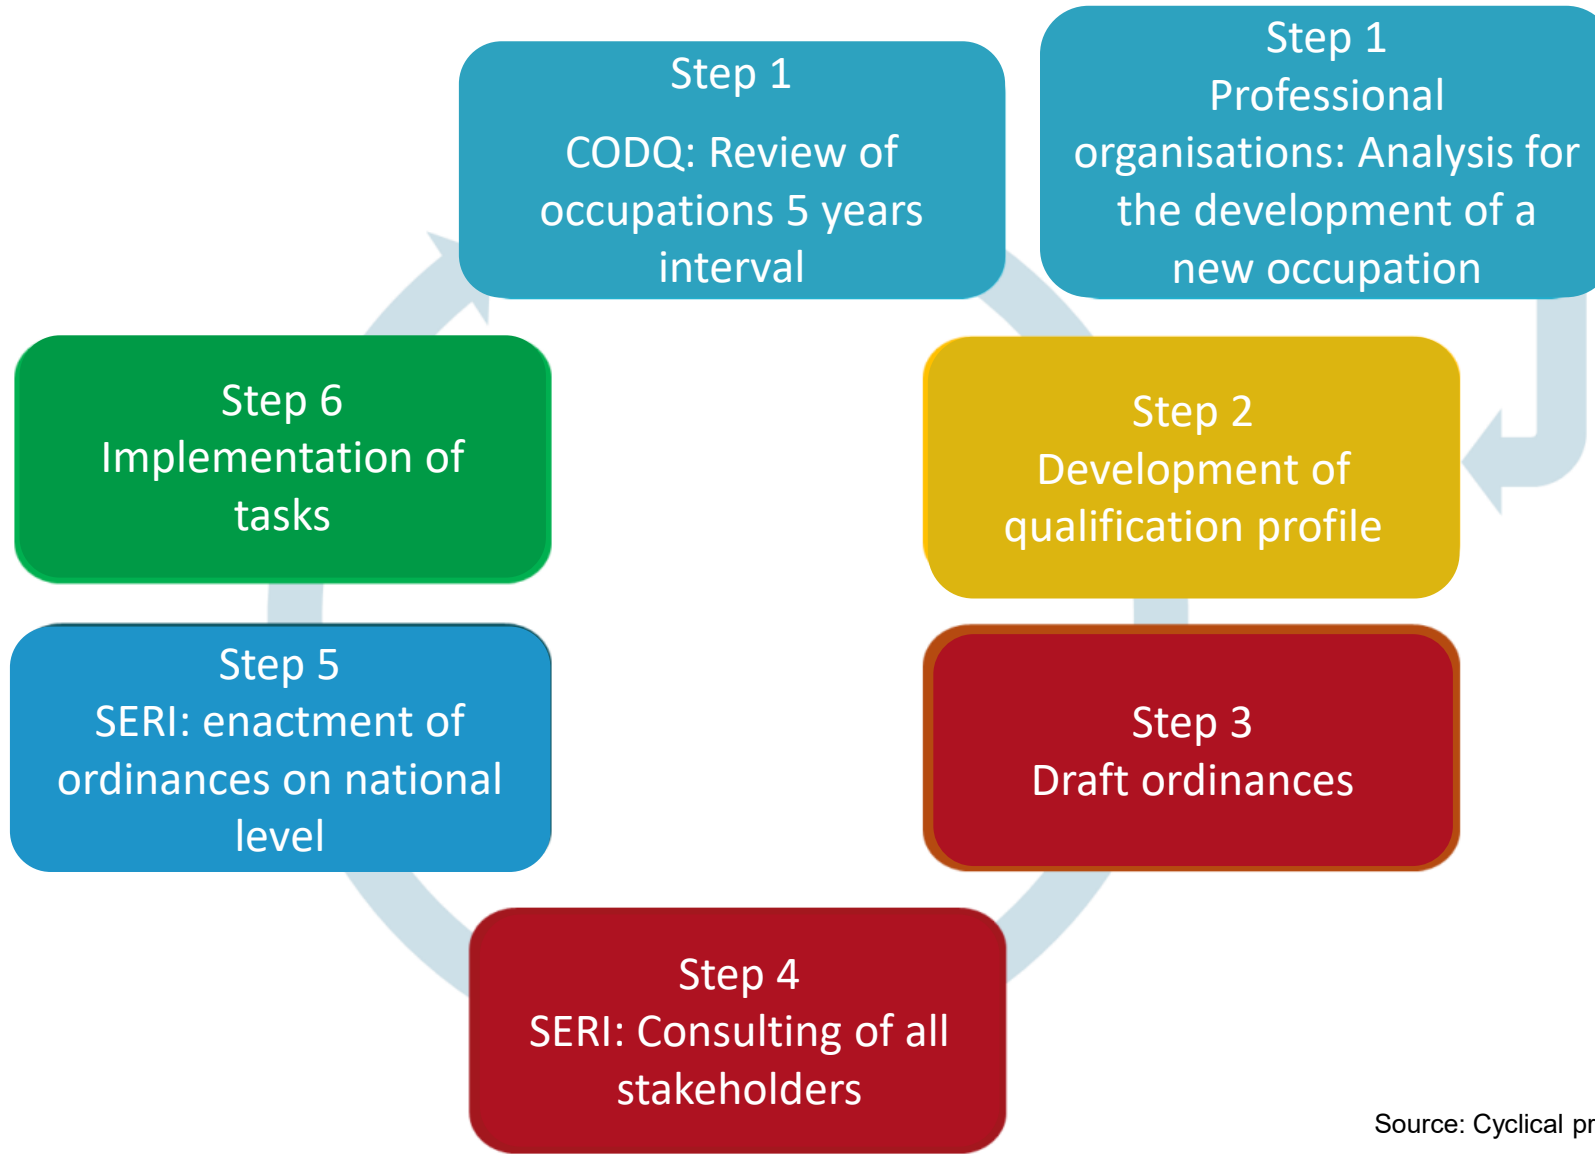 Step 1
CODQ: Review of
occupations 5 years
interval
Step 1
Professional
organisations: Analysis for
the development of a
new occupation
Step 2
Development of
qualification profile
Step 3
Draft ordinances
Step 4
SERI: Consulting of all
stakeholders
Step 5
SERI: enactment of
ordinances on national
level
Step 6
Implementation of
tasks
Source: Cyclical